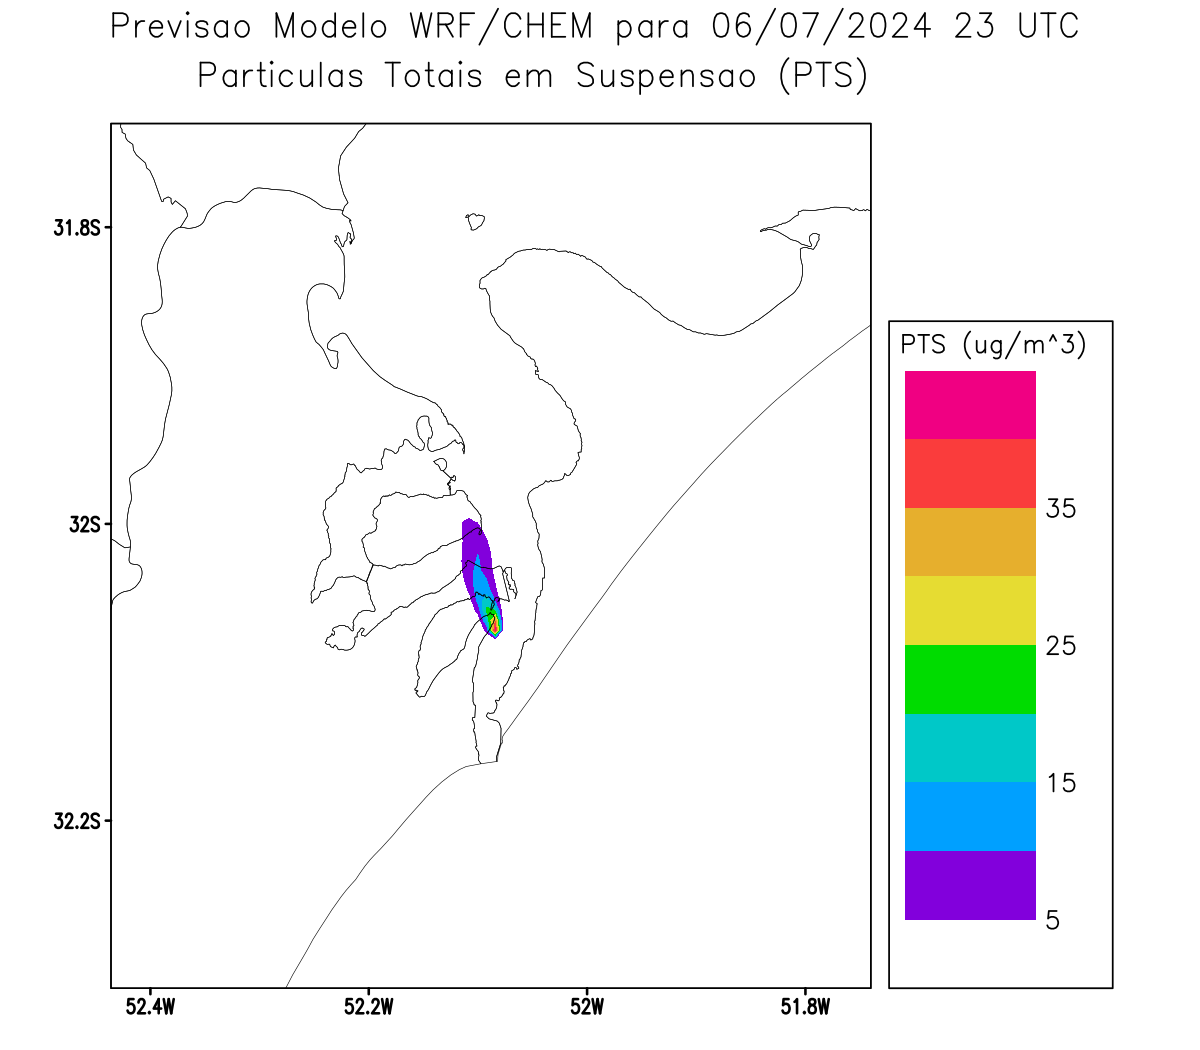 Previsao Modelo WRF/CHEM para 06/07/2024 23 UTC
Particulas Totais em Suspensao (PTS)
31.8S
32S
32.2S
52.4W
52.2W
52W
51.8W
PTS (ug/m^3)
35
25
15
5